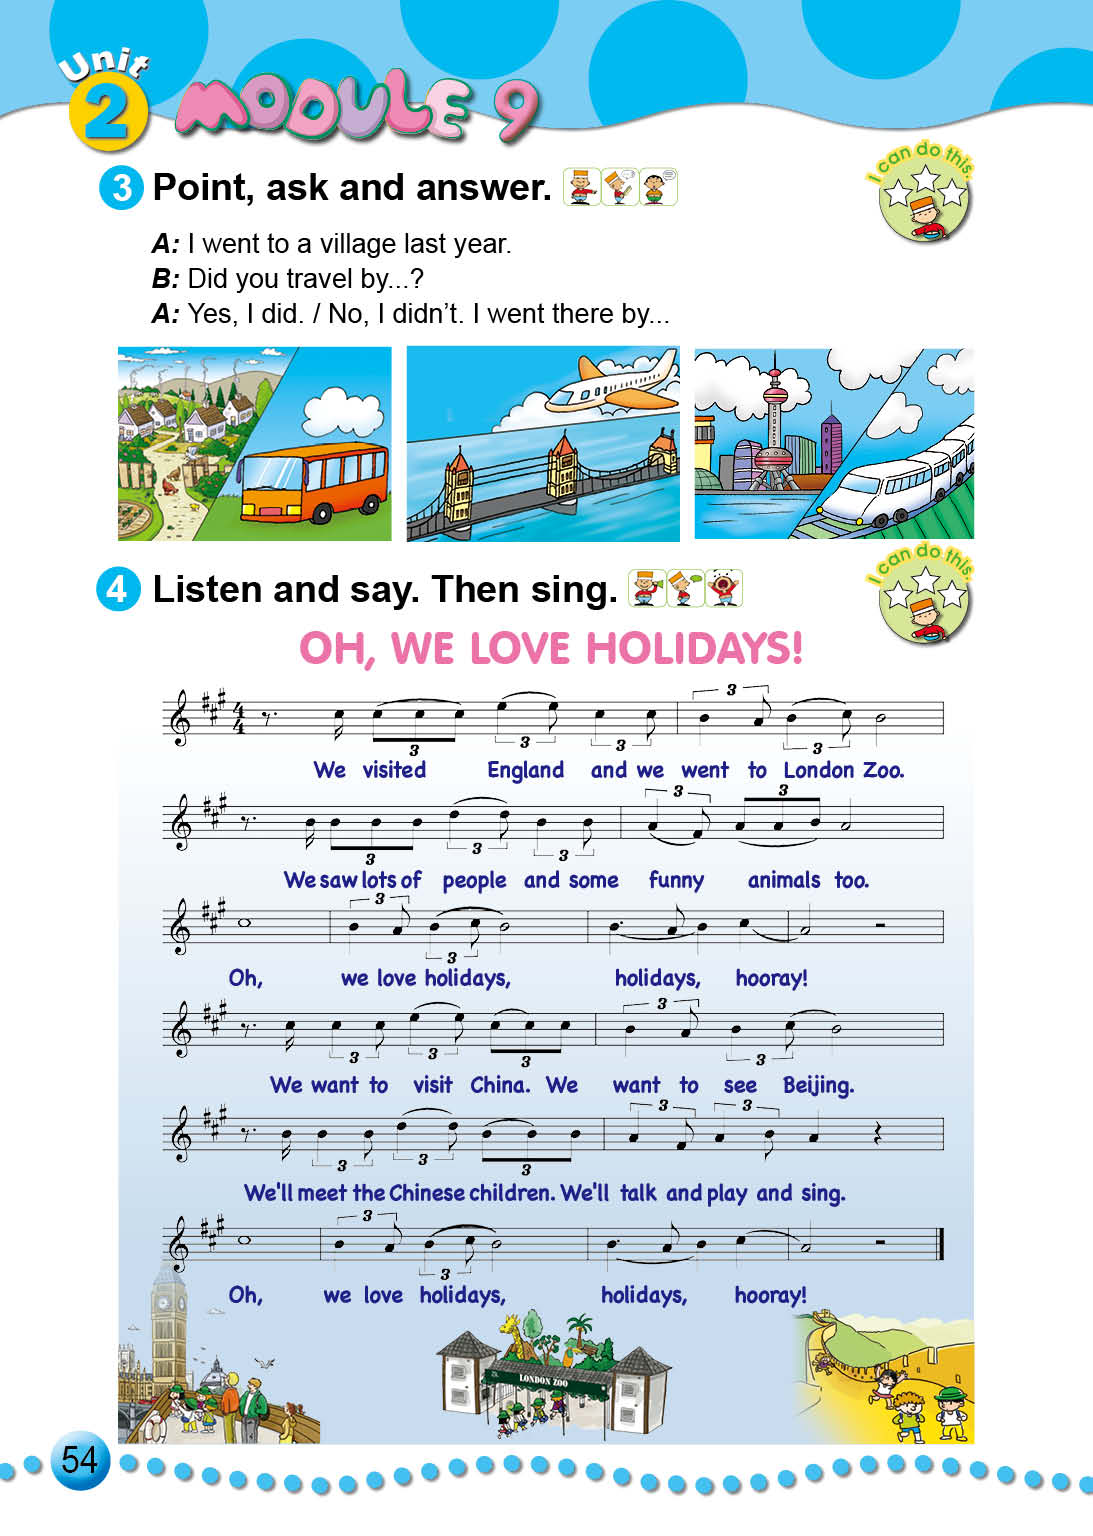 Unit
2 MODULE 9
3 Point, ask and answer.
I can do this.
A: I went to a village last year.
B: Did you travel by...?
A: Yes, I did. / No, I didn't. I went there by...
4 Listen and say. Then sing.
I can do this.
OH, WE LOVE HOLIDAYS!
4
4
3 3 3 3 3
We visited England and we went to London Zoo.
3 3 3 3 3
We saw lots of people and some funny animals too.
3 3
Oh, we love holidays, holidays, hooray!
3 3 3 3 3
We want to visit China. We want to see Beijing.
3 3 3 3 3
We'll meet the Chinese children. We'll talk and play and sing.
3 3
Oh, we love holidays, holidays, hooray!
LONDON ZOO
54